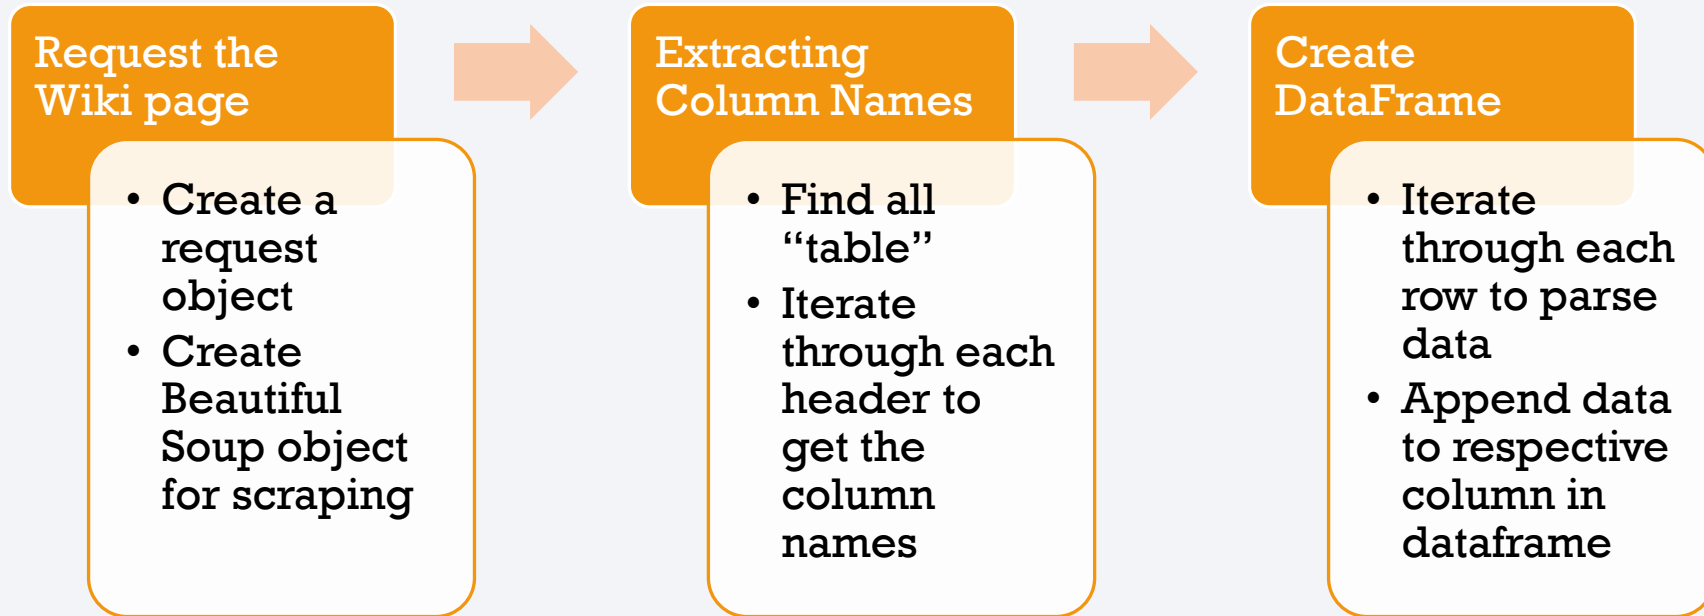 Request the
Wiki page
• Create a
request
object
• Create
Beautiful
Soup object
for scraping
Extracting
Column Names
• Find all
“table”
• Iterate
through each
header to
get the
column
names
Create
DataFrame
• Iterate
through each
row to parse
data
• Append data
to respective
column in
dataframe